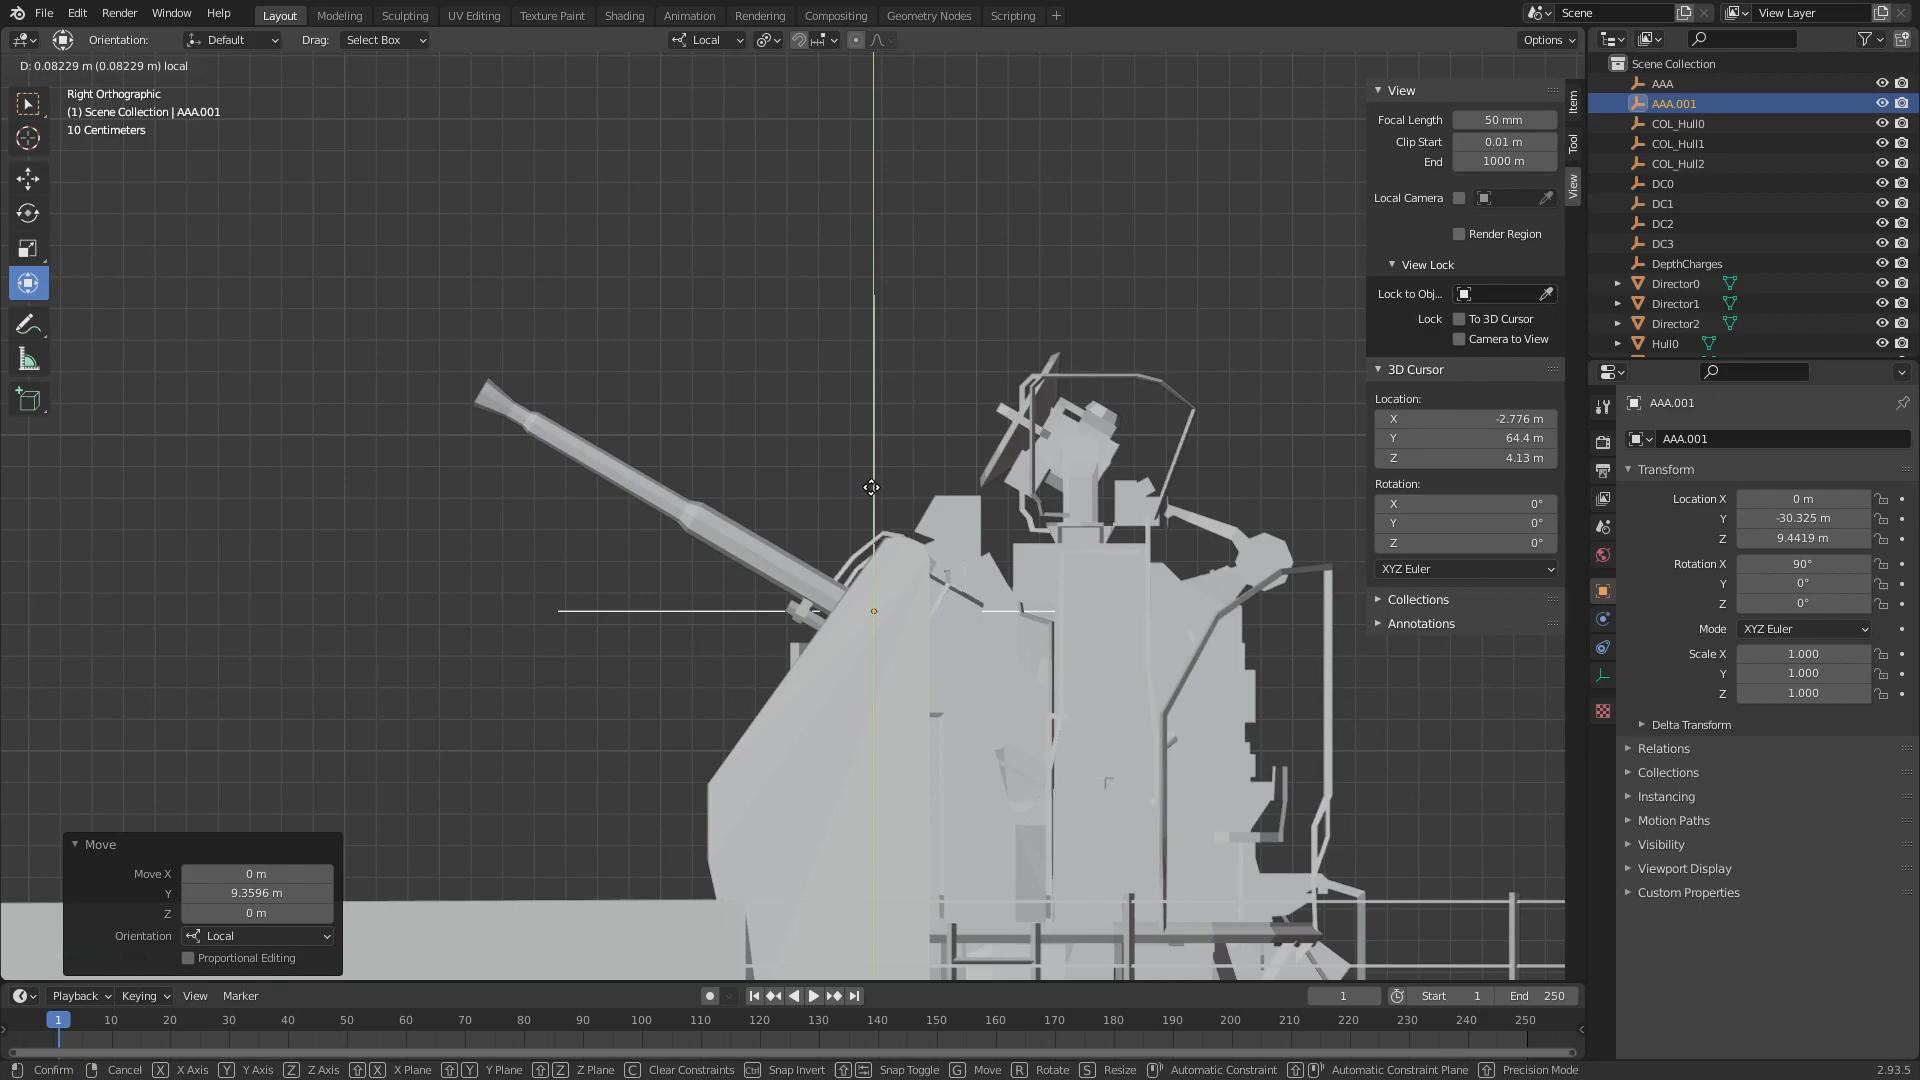 File Edit Render Window Help Layout Modeling Sculpting UV Editing Texture Paint Shading Animation Rendering Compositing Geometry Nodes Scripting + Scene View Layer
Orientation: Default Drag: Select Box Local Options
D: 0.08229 m (0.08229 m) local
Right Orthographic
(1) Scene Collection | AAA.001
10 Centimeters
View
Focal Length 50 mm
Clip Start 0.01 m
End 1000 m
Local Camera
Render Region
View Lock
Lock to Obj...
Lock To 3D Cursor
Camera to View
3D Cursor
Location:
X -2.776 m
Y 64.4 m
Z 4.13 m
Rotation:
X 0°
Y 0°
Z 0°
XYZ Euler
Collections
Annotations
Item
Tool
View
Scene Collection
AAA
AAA.001
COL_Hull0
COL_Hull1
COL_Hull2
DC0
DC1
DC2
DC3
DepthCharges
Director0
Director1
Director2
Hull0
AAA.001
AAA.001
Transform
Location X 0 m
Y -30.325 m
Z 9.4419 m
Rotation X 90°
Y 0°
Z 0°
Mode XYZ Euler
Scale X 1.000
Y 1.000
Z 1.000
Delta Transform
Relations
Collections
Instancing
Motion Paths
Visibility
Viewport Display
Custom Properties
Move
Move X 0 m
Y 9.3596 m
Z 0 m
Orientation Local
Proportional Editing
Playback Keying View Marker 1 Start 1 End 250
1 10 20 30 40 50 60 70 80 90 100 110 120 130 140 150 160 170 180 190 200 210 220 230 240 250
Confirm Cancel X X Axis Y Y Axis Z Z Axis X X Plane Y Y Plane Z Z Plane C Clear Constraints Ctrl Snap Invert Snap Toggle G Move R Rotate S Resize Automatic Constraint Automatic Constraint Plane Precision Mode 2.93.5